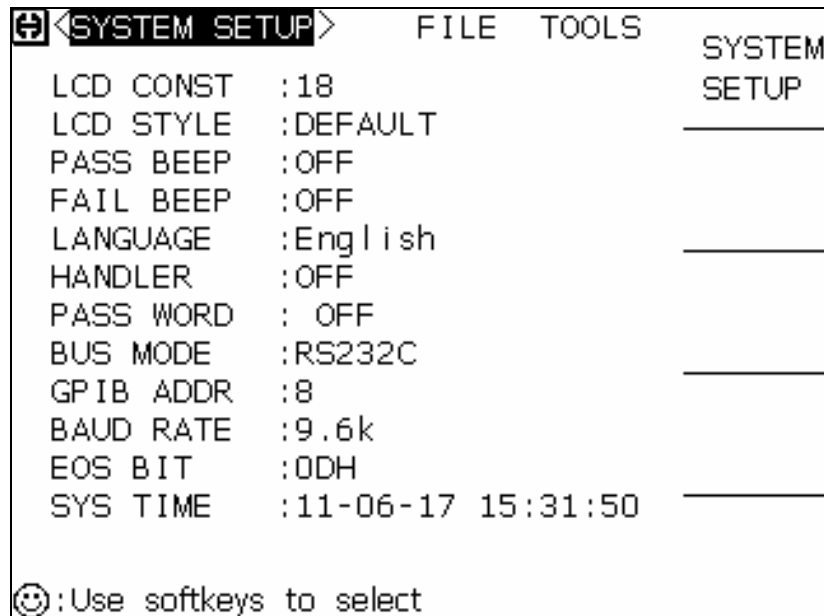 <SYSTEM SETUP> FILE TOOLS
SYSTEM
SETUP
LCD CONST :18
LCD STYLE :DEFAULT
PASS BEEP :OFF
FAIL BEEP :OFF
LANGUAGE :English
HANDLER :OFF
PASS WORD : OFF
BUS MODE :RS232C
GPIB ADDR :8
BAUD RATE :9.6k
EOS BIT :0DH
SYS TIME :11-06-17 15:31:50
:Use softkeys to select